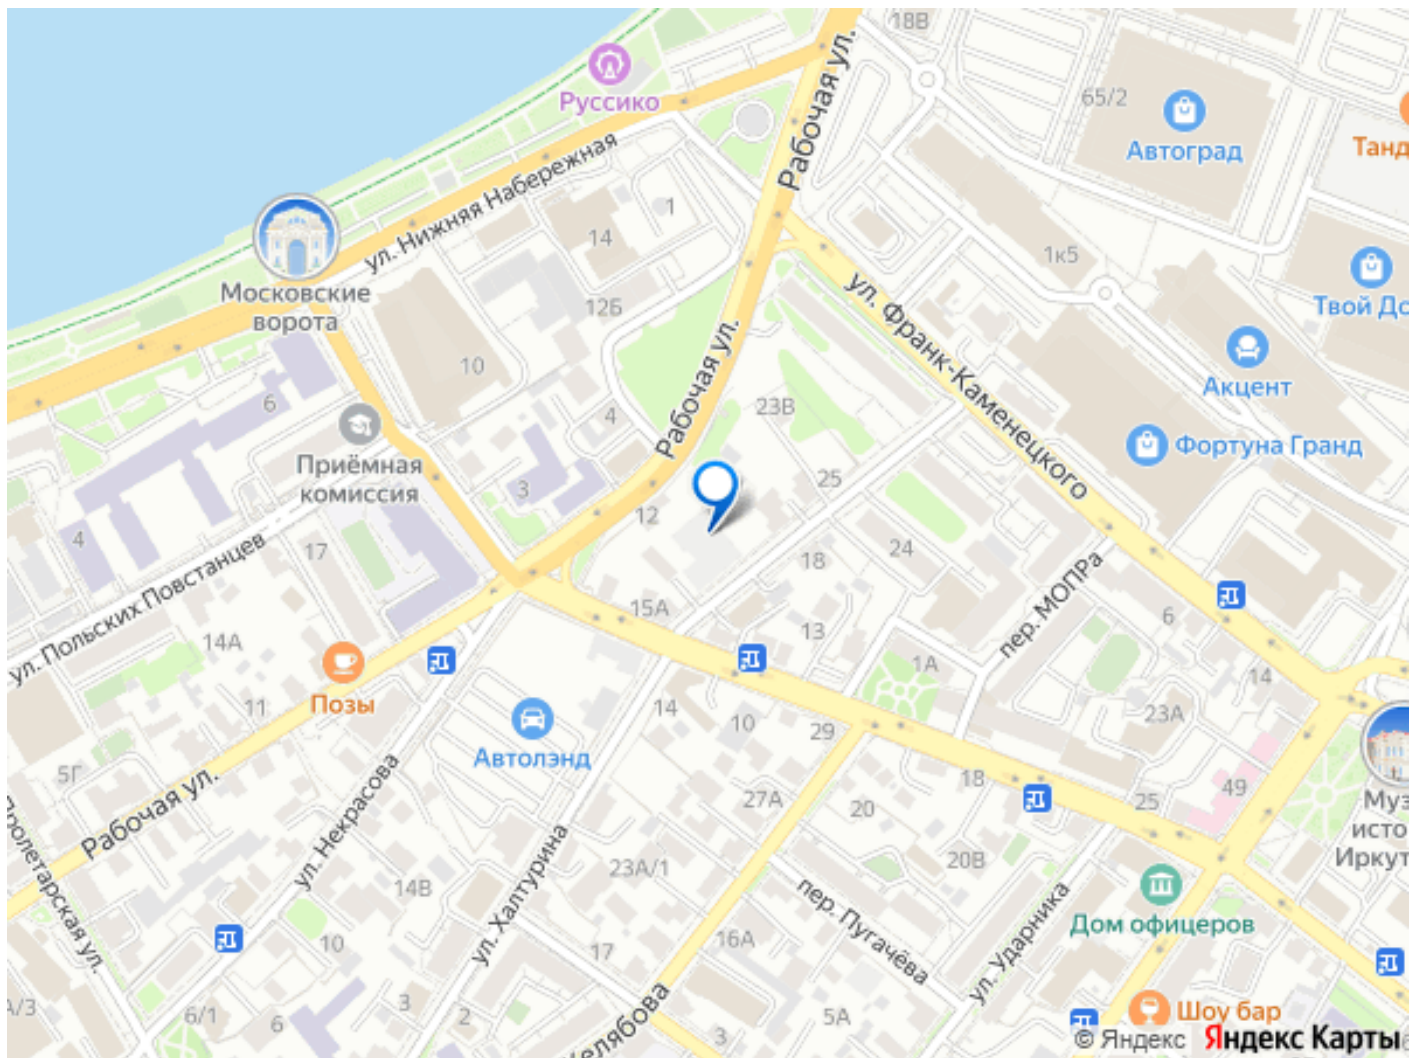 18В
Рабочая ул.
Руссико
65/2
Автоград
Танд
ул. Нижняя Набережная
1
14
1к5
Московские
ворота
12Б
ул. Франк-Каменецкого
Твой До
10
Рабочая ул.
Акцент
6
4
23В
Фортуна Гранд
Приёмная
комиссия
25
3
12
4
17
24
18
ул. Польских Повстанцев
пер. МОПРа
15А
6
14А
13
1А
14
Позы
11
14
10
29
23А
Автолэнд
5Г
18
49
25
Рабочая ул.
ул. Некрасова
27А
20
Муз
исто
Иркут
Пролетарская ул.
23А/1
20В
14В
ул. Халтурина
пер. Пугачёва
ул. Ударника
Дом офицеров
10
17
16А
А/3
6/1
6
3
2
Желябова
5А
Шоу бар
© Яндекс Яндекс Карты